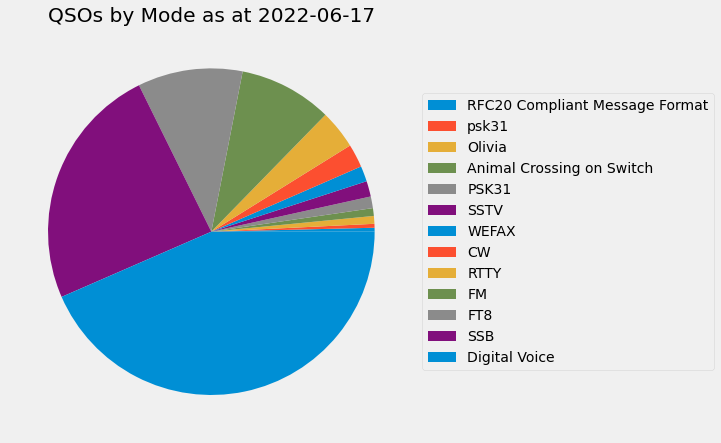 QSOs by Mode as at 2022-06-17
RFC20 Compliant Message Format
psk31
Olivia
Animal Crossing on Switch
PSK31
SSTV
WEFAX
CW
RTTY
FM
FT8
SSB
Digital Voice